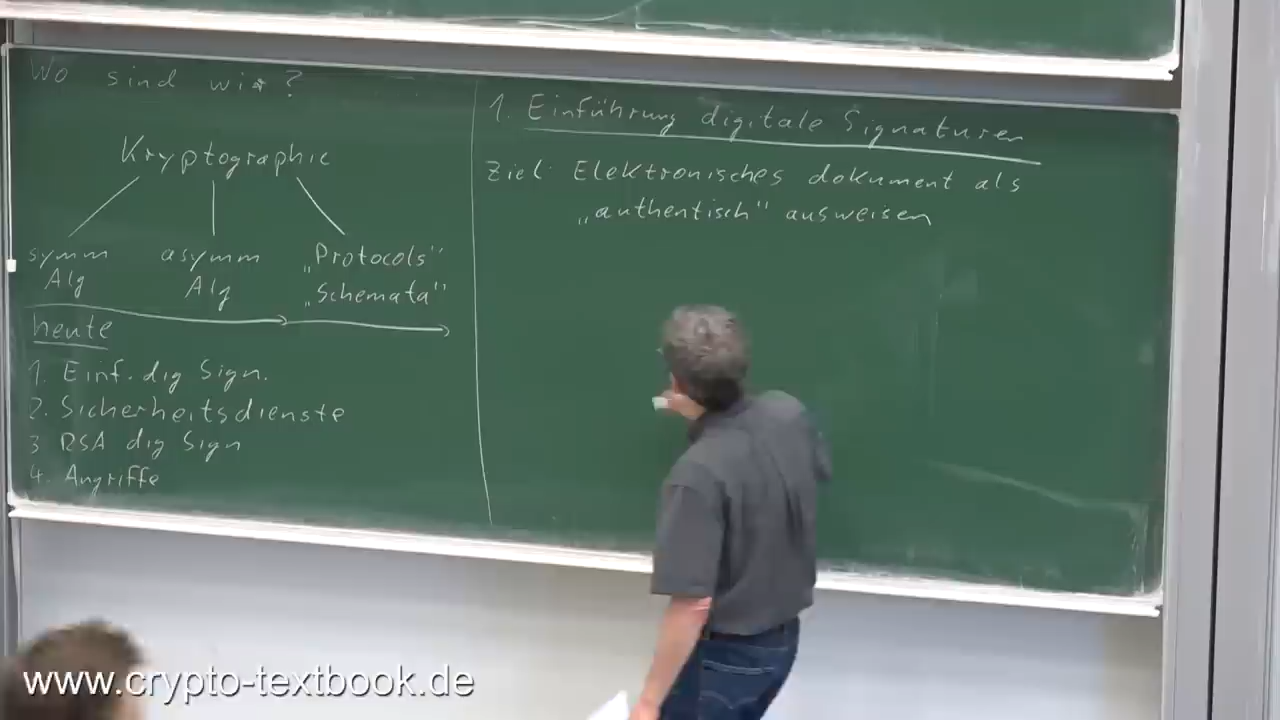 Wo sind wir?
Kryptographie
symm Alg
asymm Alg
„Protocols"
„Schemata"
heute
1. Einf. dig Sign.
2. Sicherheitsdienste
3 RSA dig Sign
4. Angriffe
1. Einführung digitale Signaturen
Ziel: Elektronisches dokument als
„authentisch" ausweisen
www.crypto-textbook.de